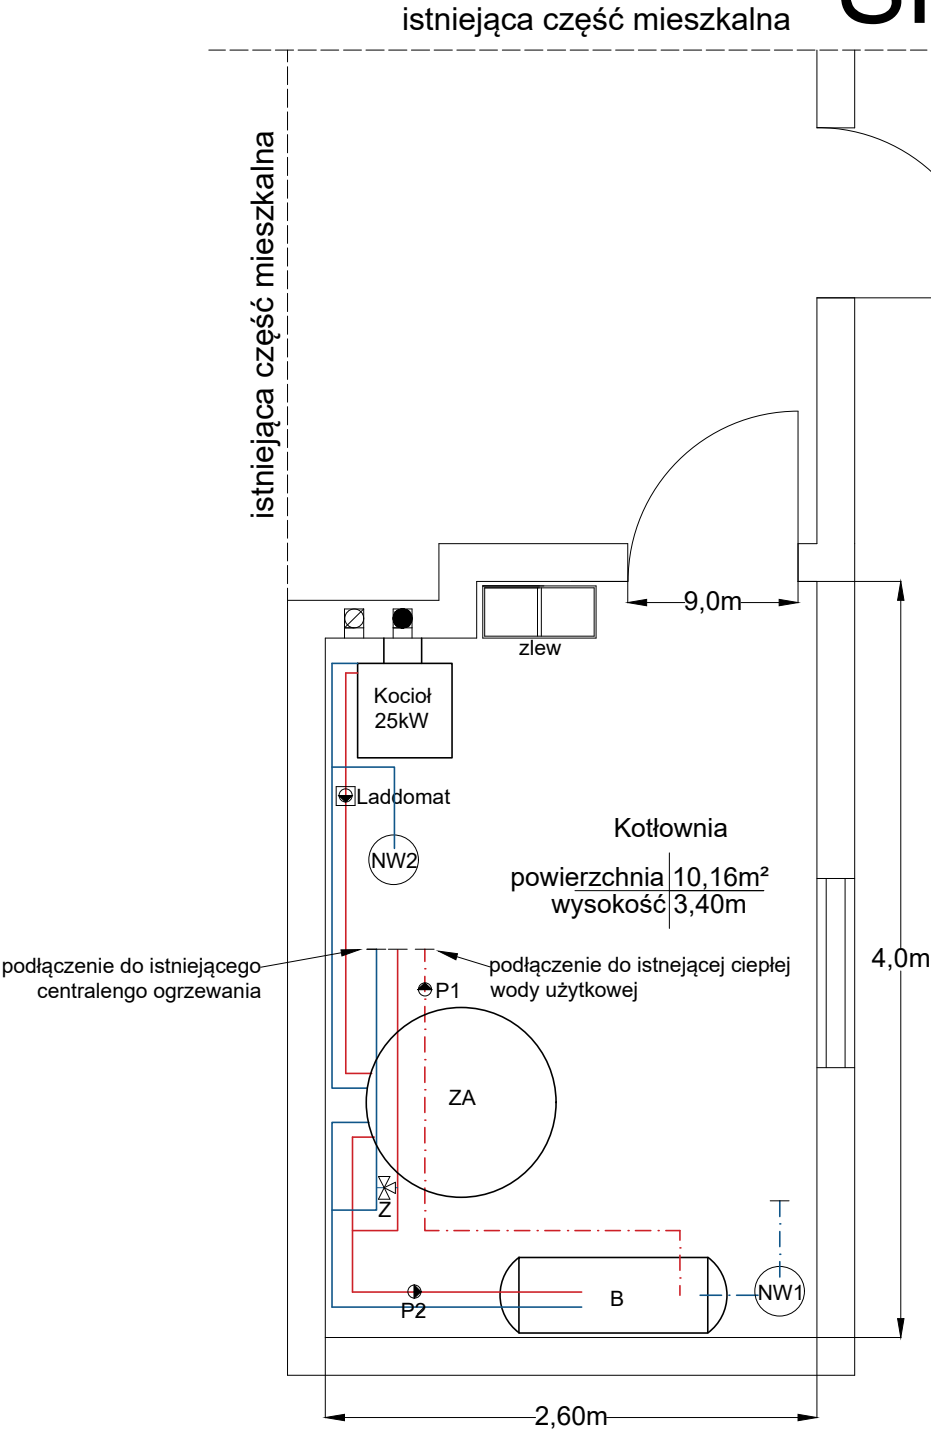 istniejąca część mieszkalna
istniejąca część mieszkalna
9,0m
zlew
Kocioł
25kW
Laddomat
NW2
Kotłownia
powierzchnia 10,16m²
wysokość 3,40m
4,0m
podłączenie do istniejącego
centralengo ogrzewania
podłączenie do istnejącej ciepłej
wody użytkowej
P1
ZA
Z
P2
B
NW1
2,60m